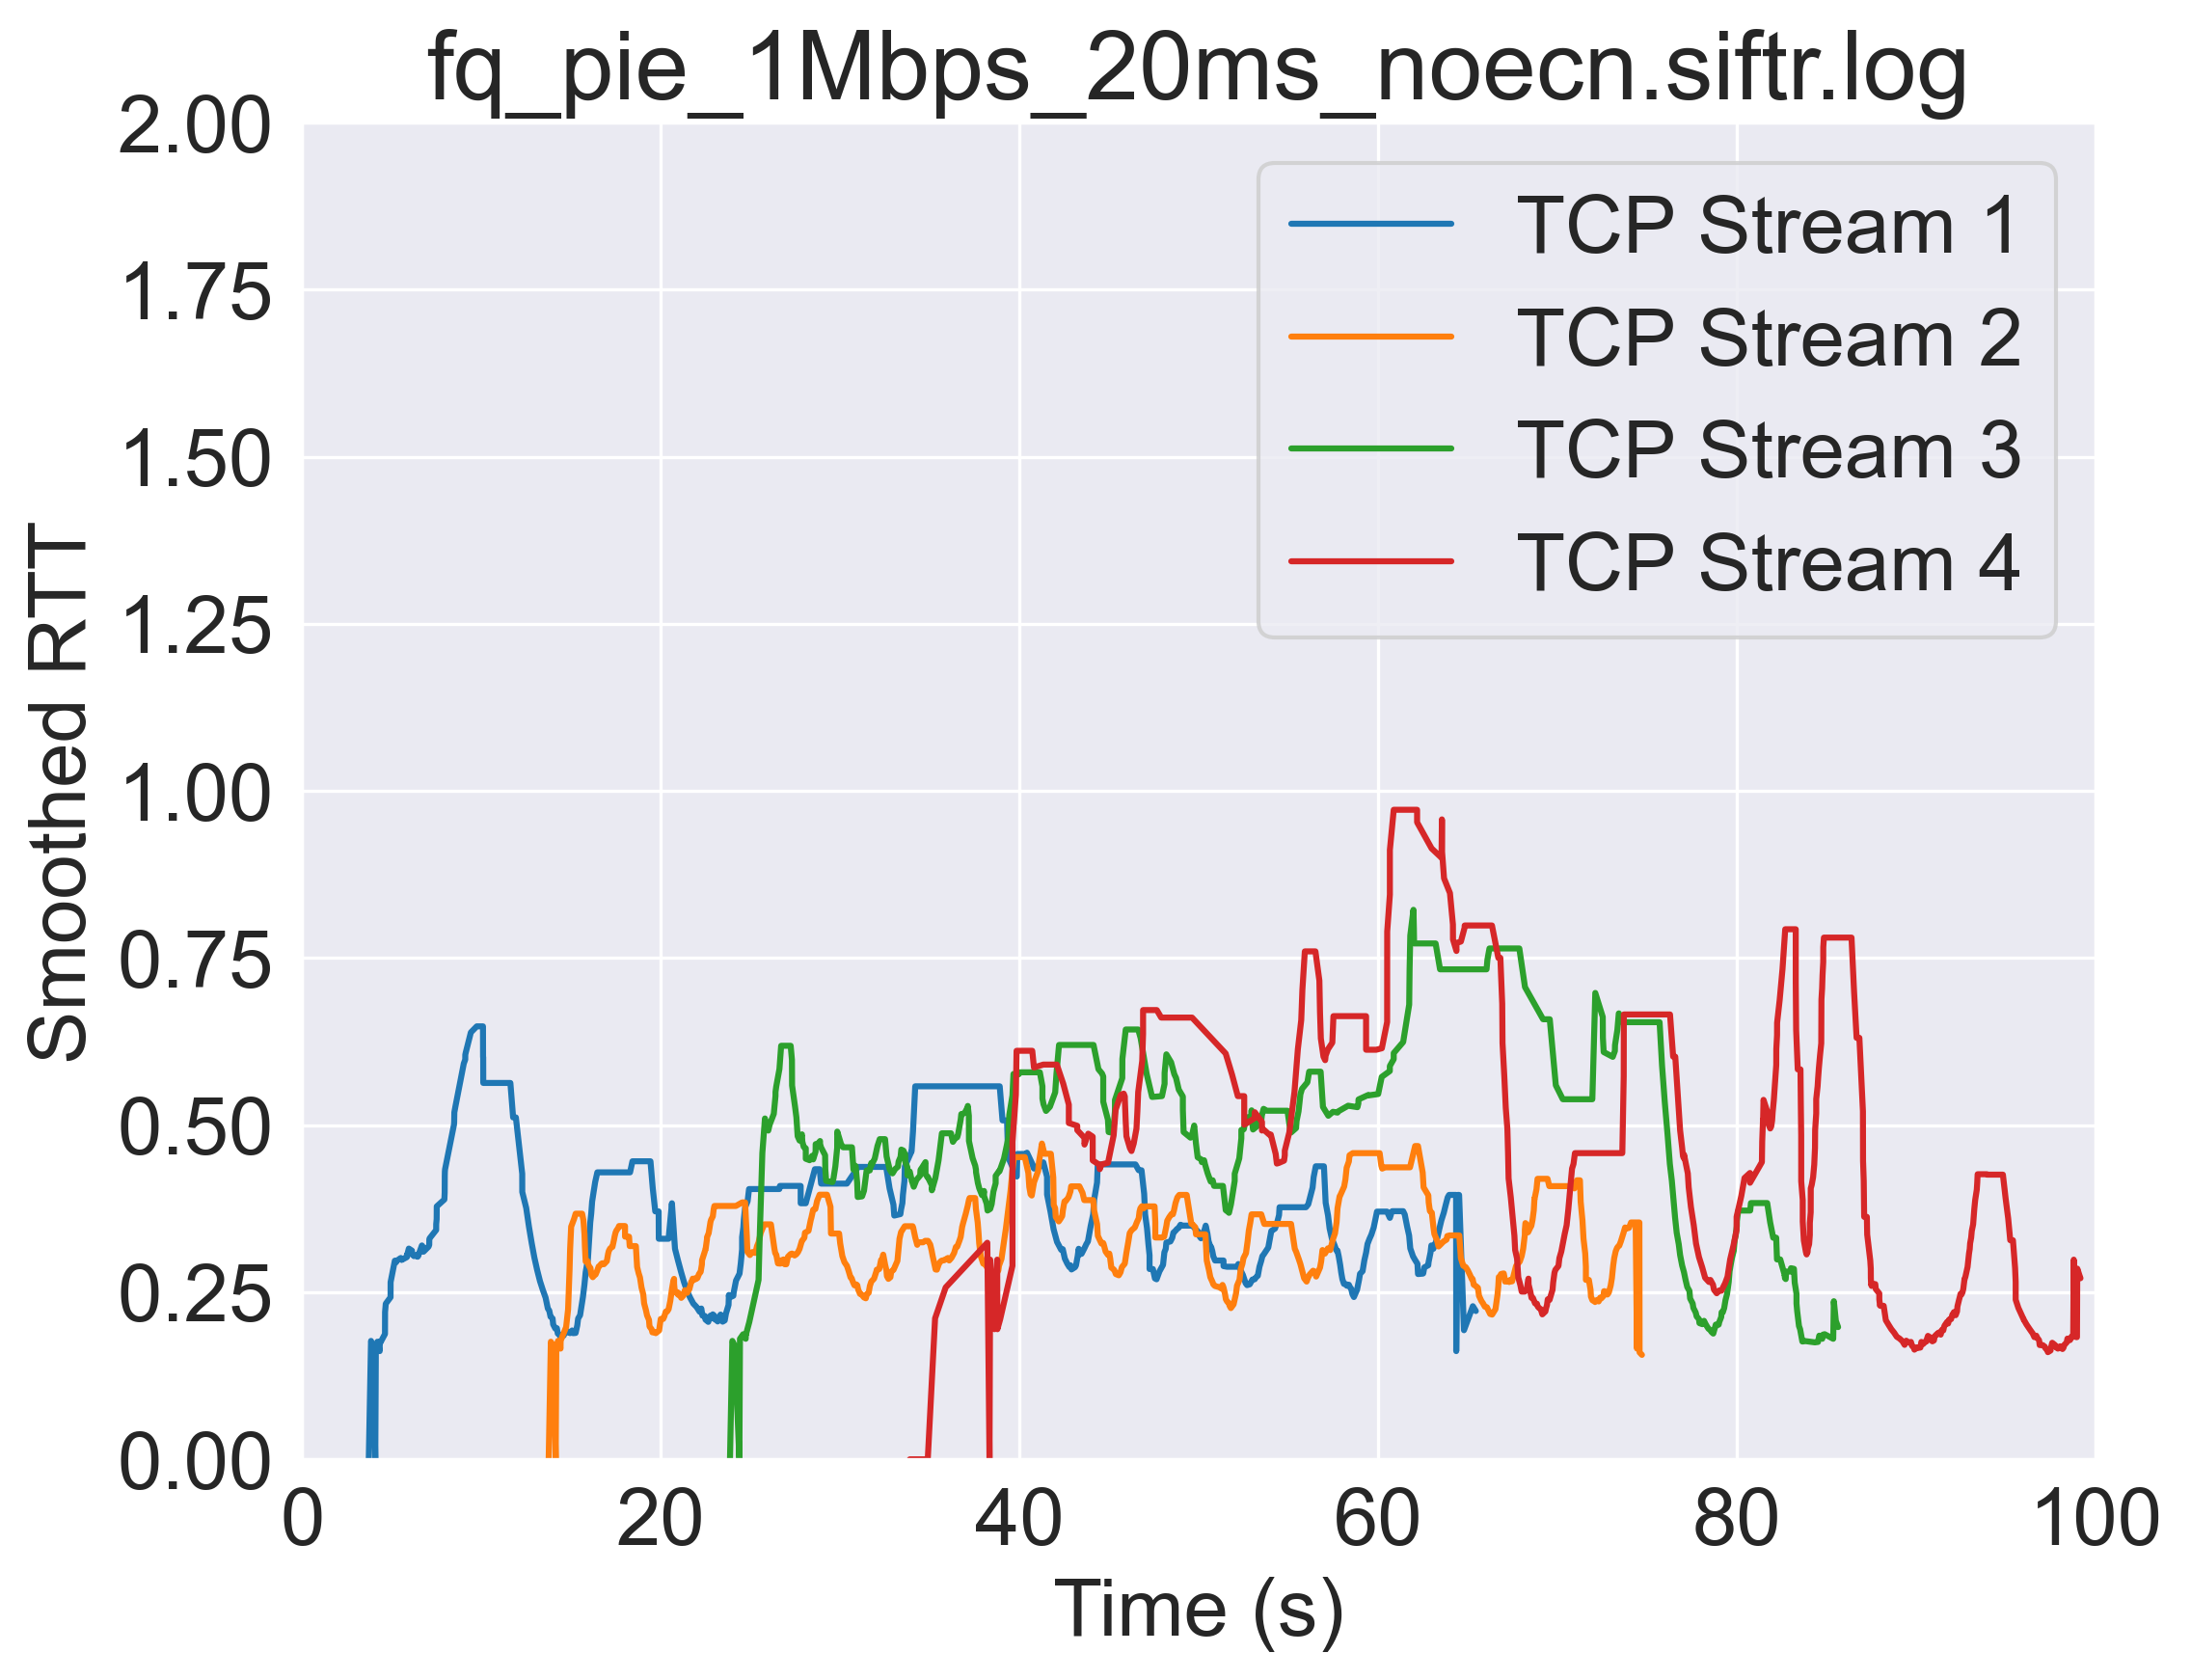 fq_pie_1Mbps_20ms_noecn.siftr.log
2.00
1.75
1.50
1.25
1.00
0.75
0.50
0.25
0.00
Smoothed RTT
TCP Stream 1
TCP Stream 2
TCP Stream 3
TCP Stream 4
0 20 40 60 80 100
Time (s)